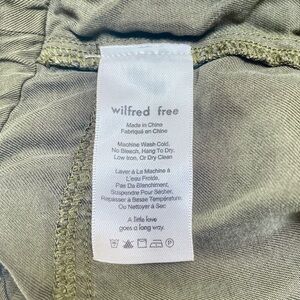 wilfred free
Made in China
Fabriqué en Chine
Machine Wash Cold,
No Bleach, Hang To Dry,
Low Iron, Or Dry Clean
Laver À La Machine À
L'eau Froide,
Pas Da Blanchiment,
Suspendre Pour Sécher,
Repasser à Basse Température,
Ou Nettoyer à Sec
A little love
goes a long way.